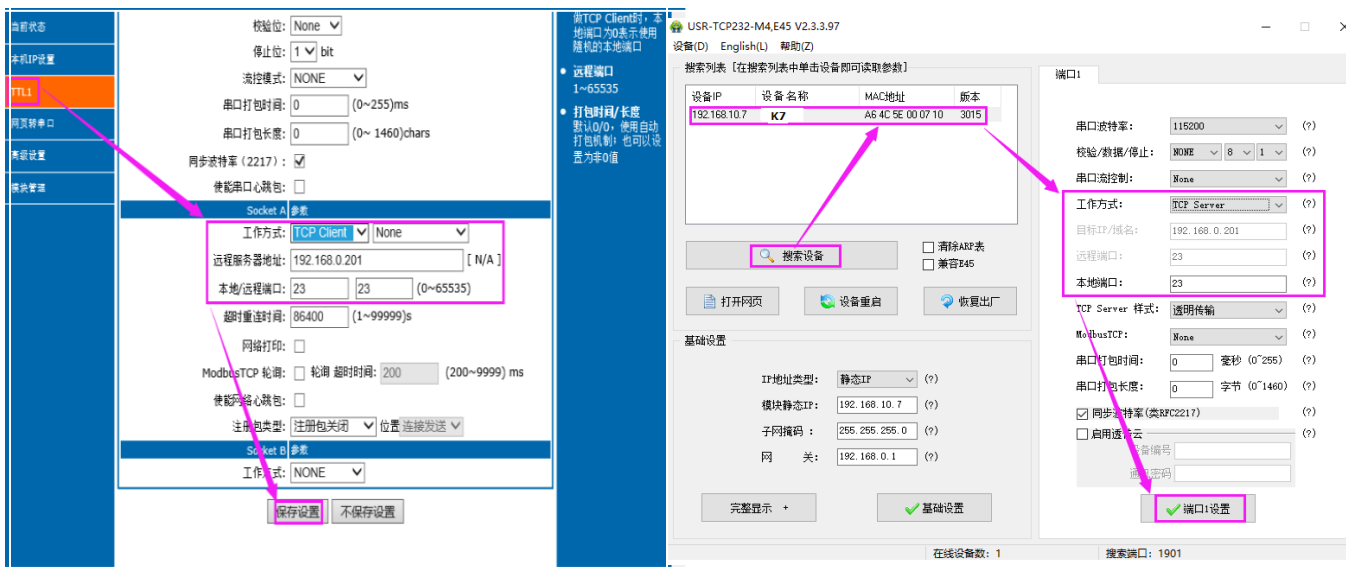 当前状态
本机IP设置
TTL1
网页转串口
高级设置
模块管理
校验位: None
停止位: 1 bit
流控模式: NONE
串口打包时间: 0 (0~255)ms
串口打包长度: 0 (0~ 1460)chars
同步波特率(2217):
使能串口心跳包:
Socket A 参数
工作方式: TCP Client None
远程服务器地址: 192.168.0.201 [ N/A ]
本地/远程端口: 23 23 (0~65535)
超时重连时间: 86400 (1~99999)s
网络打印:
ModbusTCP 轮询: 轮询 超时时间: 200 (200~9999) ms
使能网络心跳包:
注册包类型: 注册包关闭 位置 连接发送
Socket B 参数
工作方式: NONE
保存设置 不保存设置
做TCP Client时,本
地端口为0表示使用
随机的本地端口
远程端口
1~65535
打包时间/长度
默认0/0,使用自动
打包机制;也可以设
置为非0值
USR-TCP232-M4,E45 V2.3.3.97
设备(D) English(L) 帮助(Z)
搜索列表 [在搜索列表中单击设备即可读取参数]
设备IP 设备名称 MAC地址 版本
192.168.10.7 K7 A6 4C 5E 00 07 10 3015
搜索设备
清除ARP表
兼容E45
打开网页 设备重启 恢复出厂
基础设置
IP地址类型: 静态IP (?)
模块静态IP: 192.168.10.7 (?)
子网掩码 : 255.255.255.0 (?)
网 关: 192.168.0.1 (?)
完整显示 + 基础设置
端口1
串口波特率: 115200 (?)
校验/数据/停止: NONE 8 1 (?)
串口流控制: None (?)
工作方式: TCP Server (?)
目标IP/域名: 192.168.0.201 (?)
远程端口: 23 (?)
本地端口: 23 (?)
TCP Server 样式: 透明传输 (?)
ModbusTCP: None (?)
串口打包时间: 0 毫秒 (0~255) (?)
串口打包长度: 0 字节 (0~1460) (?)
同步波特率(类RFC2217) (?)
启用透传云 (?)
设备编号
通讯密码
端口1设置
在线设备数: 1 搜索端口: 1901